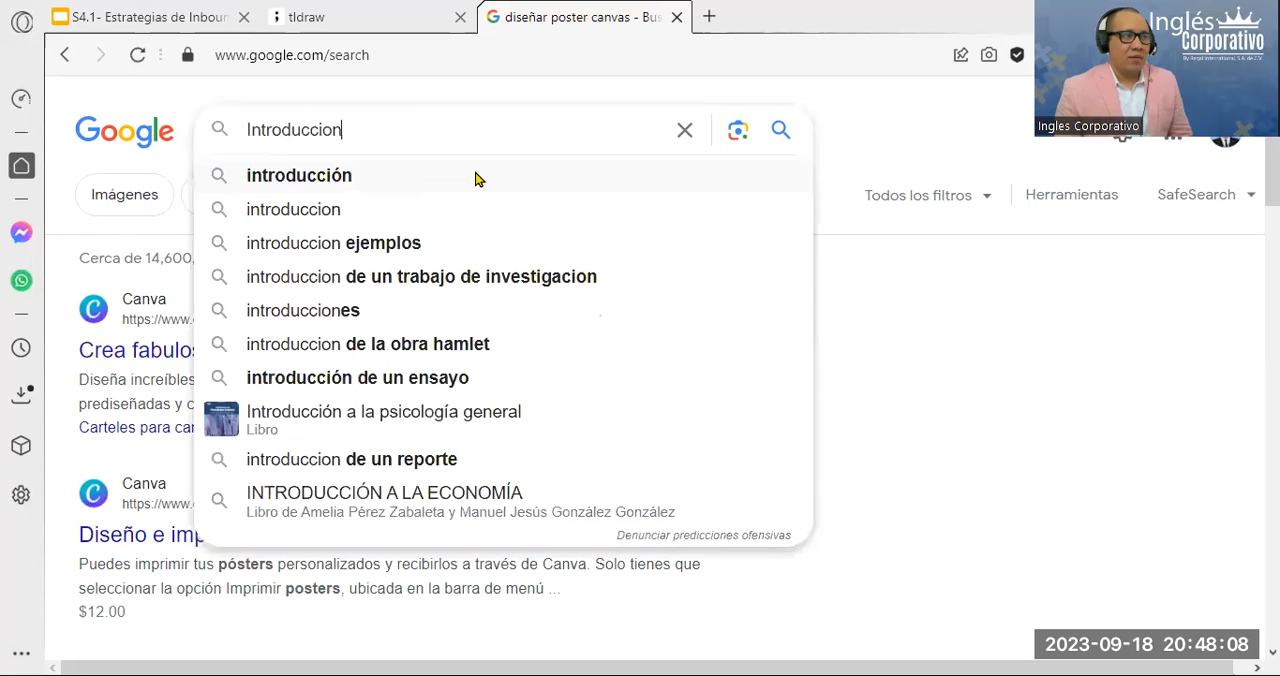 S4.1- Estrategias de Inboun
tldraw
diseñar poster canvas - Bus
www.google.com/search
Inglés
Corporativo
By Regal International, S.A. de C.V.
Ingles Corporativo
Google
Introduccion
introducción
introduccion
introduccion ejemplos
introduccion de un trabajo de investigacion
introducciones
introduccion de la obra hamlet
introducción de un ensayo
Introducción a la psicología general
Libro
introduccion de un reporte
INTRODUCCIÓN A LA ECONOMÍA
Libro de Amelia Pérez Zabaleta y Manuel Jesús González González
Denunciar predicciones ofensivas
Imágenes
Todos los filtros
Herramientas
SafeSearch
Cerca de 14,600,
Canva
https://www.
Crea fabulos
Diseña increíbles
prediseñadas y c
Carteles para car
Canva
https://www.
Diseño e imp
Puedes imprimir tus pósters personalizados y recibirlos a través de Canva. Solo tienes que
seleccionar la opción Imprimir posters, ubicada en la barra de menú ...
$12.00
2023-09-18 20:48:08